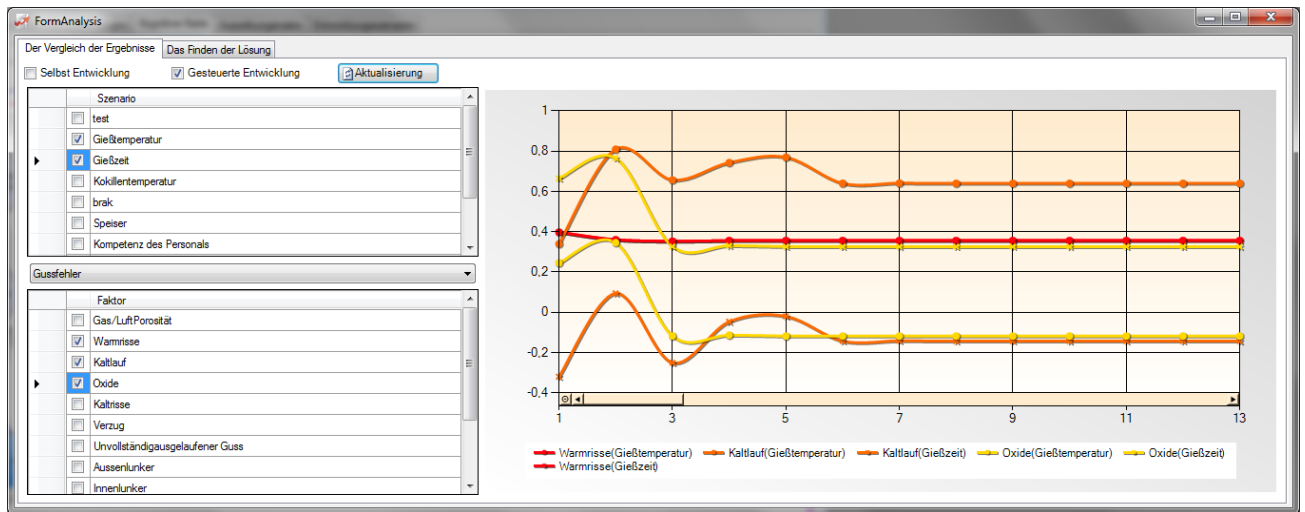 FormAnalysis
Der Vergleich der Ergebnisse Das Finden der Lösung
Selbst Entwicklung Gesteuerte Entwicklung Aktualisierung
Szenario
test
Gießtemperatur
Gießzeit
Kokillentemperatur
brak
Speiser
Kompetenz des Personals
Gussfehler
Faktor
Gas/LuftPorosität
Warmrisse
Kaltlauf
Oxide
Kaltrisse
Verzug
Unvollständigausgelaufener Guss
Aussenlunker
Innenlunker
1
0,8
0,6
0,4
0,2
0
-0,2
-0,4
1 3 5 7 9 11 13
Warmrisse(Gießtemperatur) Kaltlauf(Gießtemperatur) Kaltlauf(Gießzeit) Oxide(Gießtemperatur) Oxide(Gießzeit)
Warmrisse(Gießzeit)